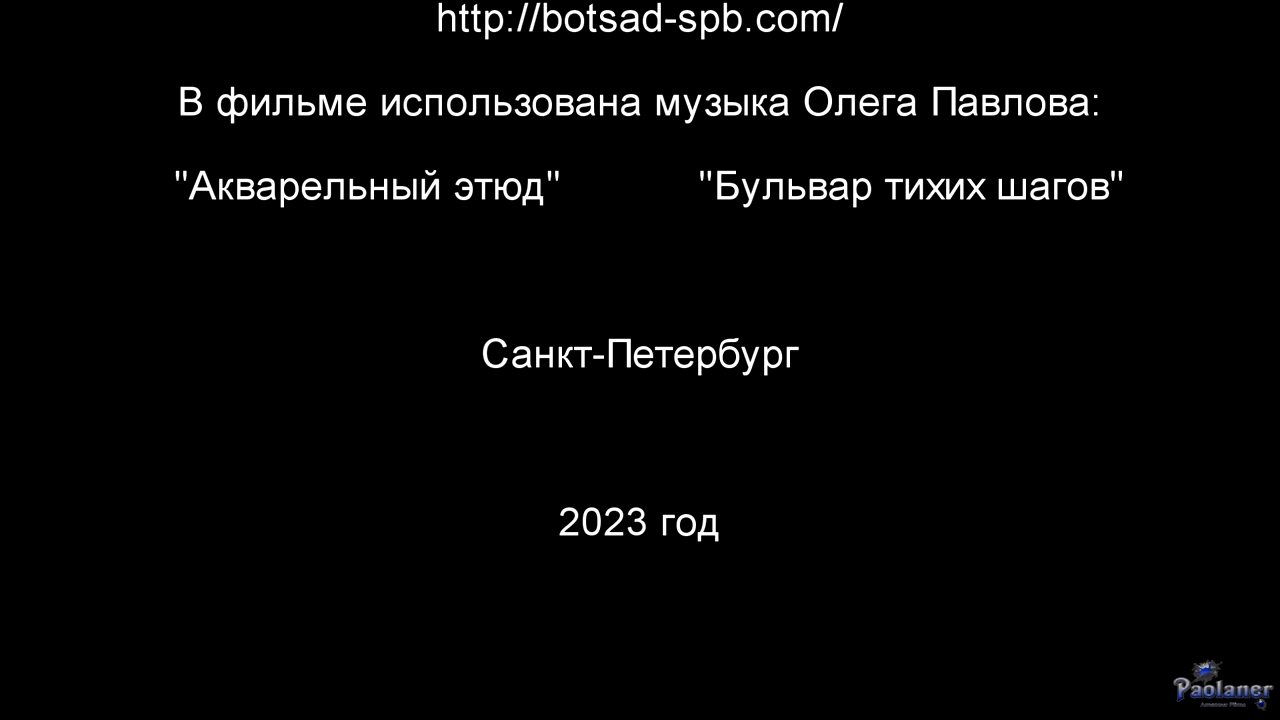 http://botsad-spb.com/
В фильме использована музыка Олега Павлова:
"Акварельный этюд" "Бульвар тихих шагов"
Санкт-Петербург
2023 год
Paolaner